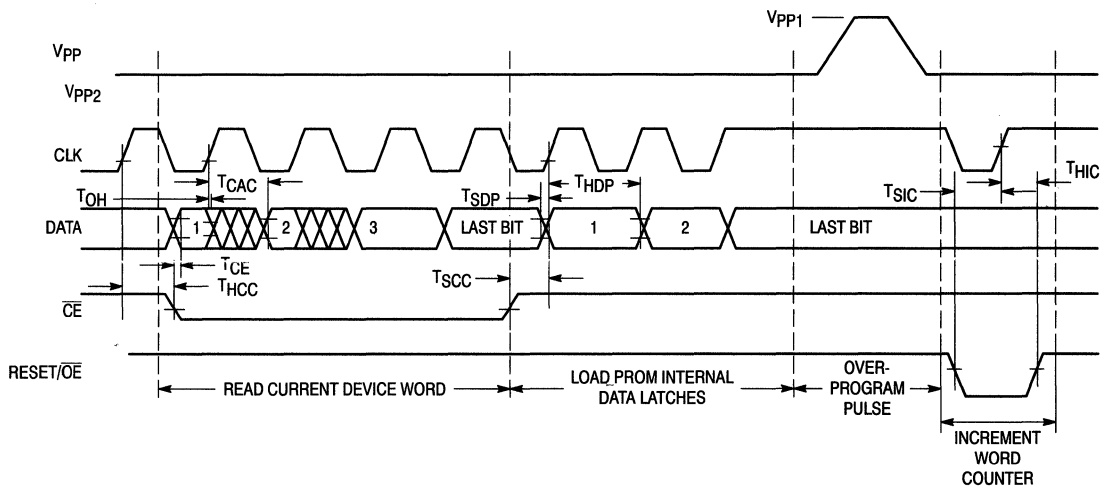 VPP1
VPP
VPP2
CLK
TCAC
TSDP
THDP
TSIC
THIC
TOH
DATA
1
2
3
LAST BIT
1
2
LAST BIT
TCE
THCC
TSCC
CE
RESET/OE
READ CURRENT DEVICE WORD
LOAD PROM INTERNAL
DATA LATCHES
OVER-
PROGRAM
PULSE
INCREMENT
WORD
COUNTER